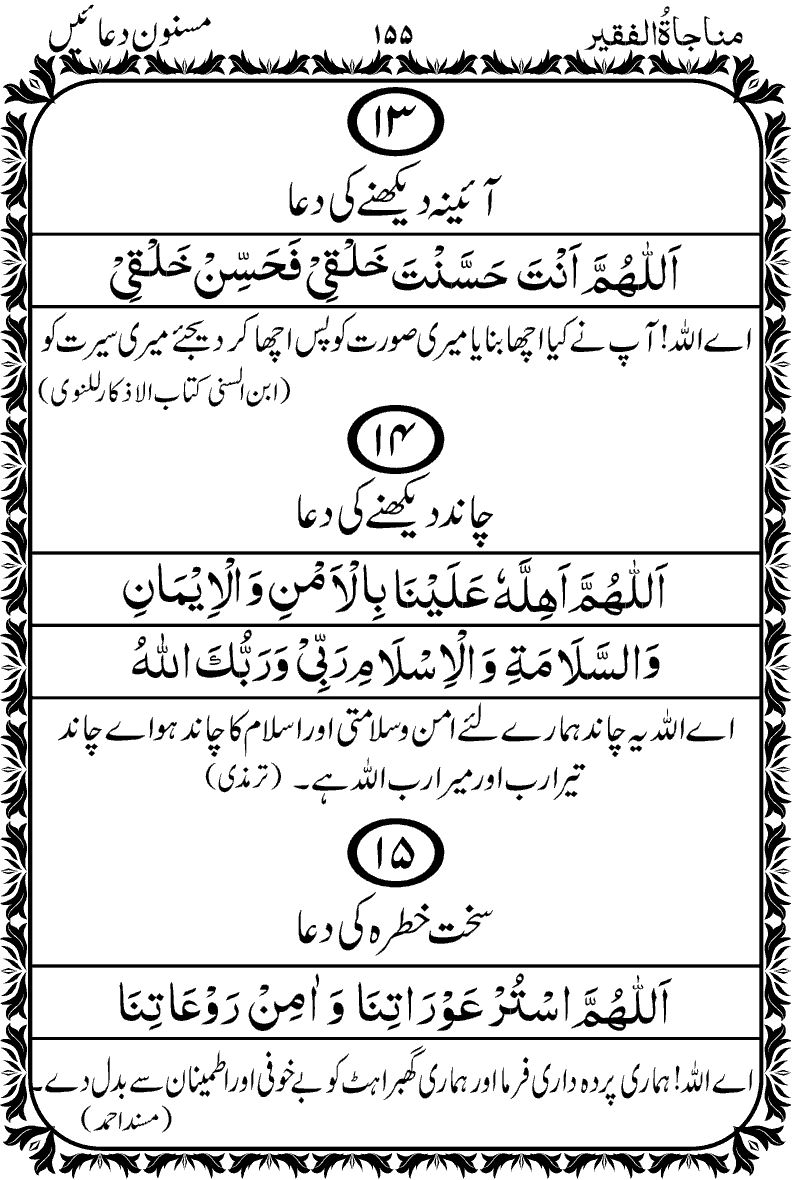 مناجاۃُ الفقیر ۱۵۵ مسنون دعائیں
۱۳
آئینہ دیکھنے کی دعا
اَللّٰهُمَّ اَنْتَ حَسَّنْتَ خَلْقِيْ فَحَسِّنْ خَلْقِيْ
اے اللہ! آپ نے کیا اچھا بنایا میری صورت کو پس اچھا کر دیجئے میری سیرت کو
(ابن السنی کتاب الاذکار للنووی)
۱۴
چاند دیکھنے کی دعا
اَللّٰهُمَّ اَهِلَّهٗ عَلَيْنَا بِالْاَمْنِ وَالْاِيْمَانِ
وَالسَّلَامَةِ وَالْاِسْلَامِ رَبِّيْ وَرَبُّكَ اللهُ
اے اللہ یہ چاند ہمارے لئے امن وسلامتی اور اسلام کا چاند ہو اے چاند
تیرا رب اور میرا رب اللہ ہے۔ (ترمذی)
۱۵
سخت خطرہ کی دعا
اَللّٰهُمَّ اسْتُرْ عَوْرَاتِنَا وَاٰمِنْ رَوْعَاتِنَا
اے اللہ! ہماری پردہ داری فرما اور ہماری گھبراہٹ کو بے خوفی اور اطمینان سے بدل دے۔
(مسند احمد)